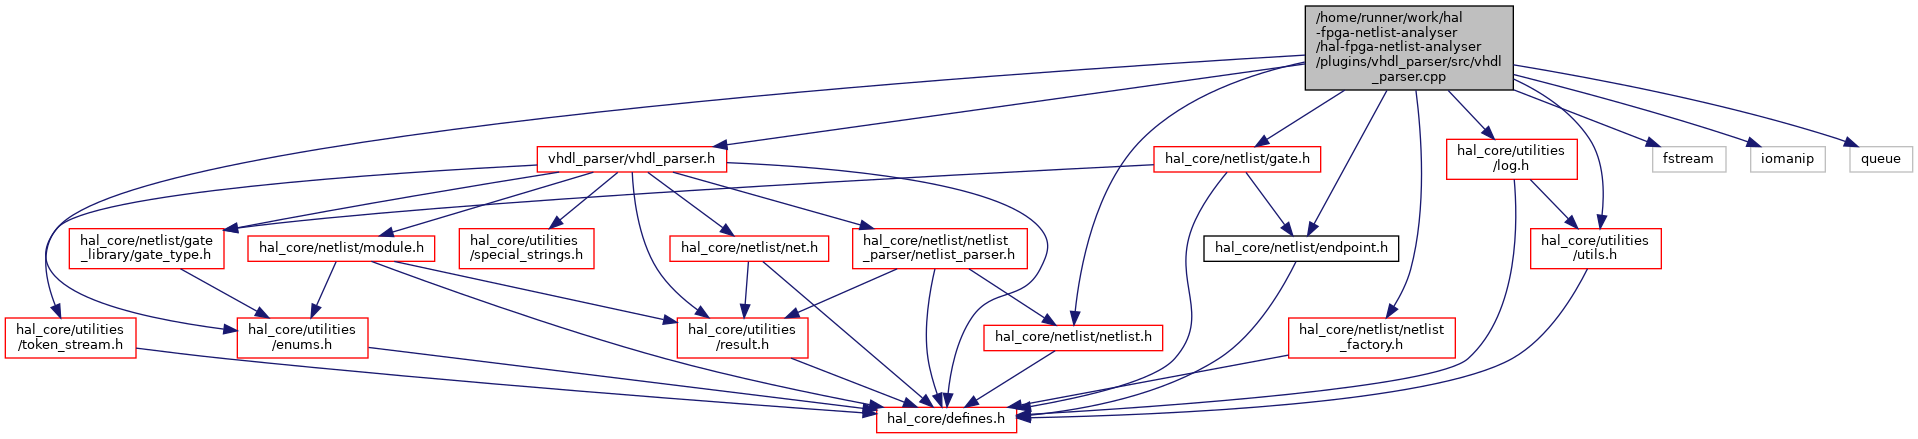 /home/runner/work/hal
-fpga-netlist-analyser
/hal-fpga-netlist-analyser
/plugins/vhdl_parser/src/vhdl
_parser.cpp
vhdl_parser/vhdl_parser.h
hal_core/netlist/gate.h
hal_core/utilities
/log.h
fstream
iomanip
queue
hal_core/netlist/gate
_library/gate_type.h
hal_core/netlist/module.h
hal_core/utilities
/special_strings.h
hal_core/netlist/net.h
hal_core/netlist/netlist
_parser/netlist_parser.h
hal_core/netlist/endpoint.h
hal_core/utilities
/utils.h
hal_core/utilities
/token_stream.h
hal_core/utilities
/enums.h
hal_core/utilities
/result.h
hal_core/netlist/netlist.h
hal_core/netlist/netlist
_factory.h
hal_core/defines.h